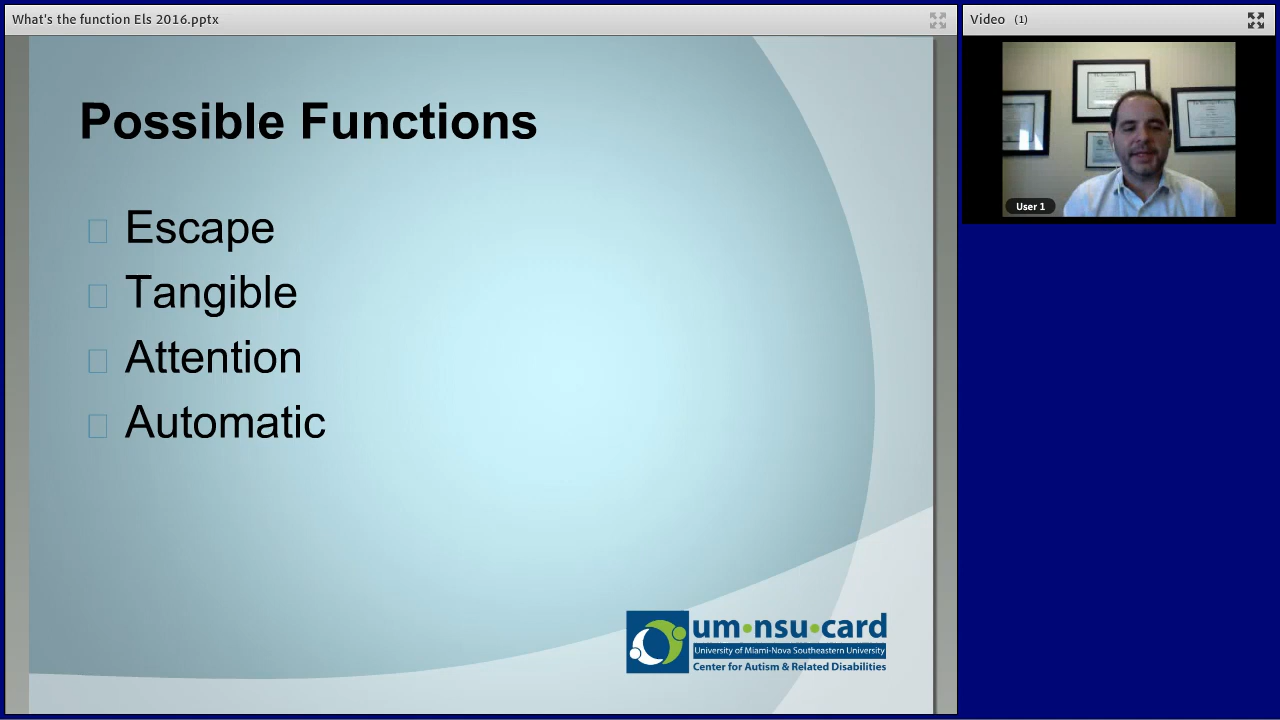 What's the function Els 2016.pptx
Video (1)
Possible Functions
Escape
Tangible
Attention
Automatic
User 1
um•nsu•card
University of Miami-Nova Southeastern University
Center for Autism & Related Disabilities